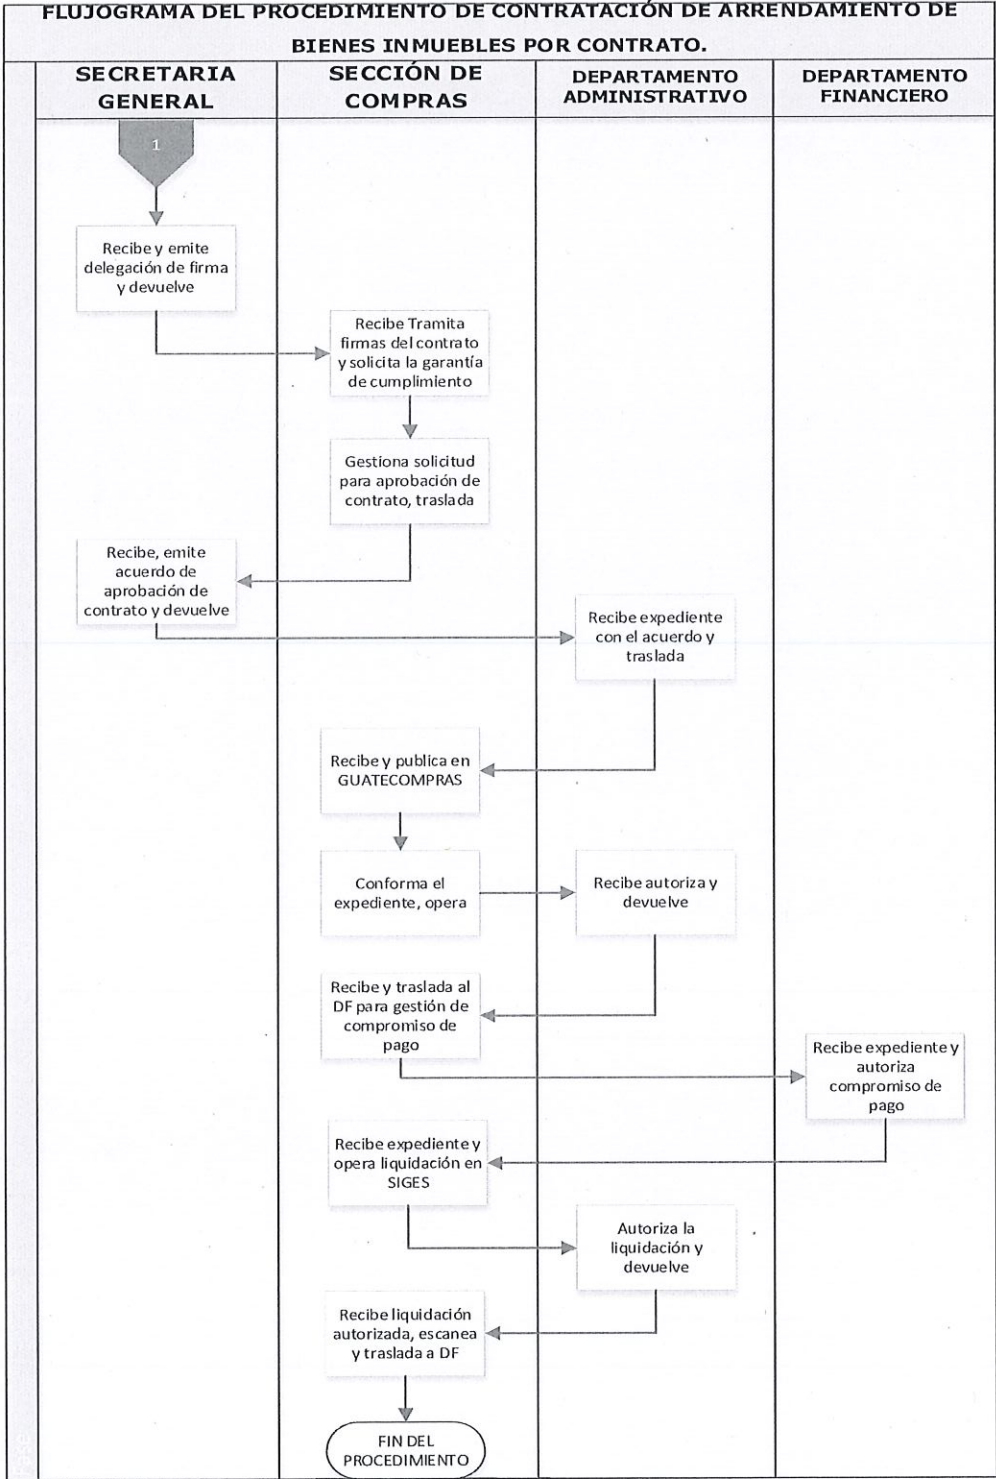 FLUJOGRAMA DEL PROCEDIMIENTO DE CONTRATACIÓN DE ARRENDAMIENTO DE
BIENES INMUEBLES POR CONTRATO.
SECRETARIA
GENERAL
SECCIÓN DE
COMPRAS
DEPARTAMENTO
ADMINISTRATIVO
DEPARTAMENTO
FINANCIERO
1
Recibe y emite
delegación de firma
y devuelve
Recibe Tramita
firmas del contrato
y solicita la garantía
de cumplimiento
Gestiona solicitud
para aprobación de
contrato, traslada
Recibe, emite
acuerdo de
aprobación de
contrato y devuelve
Recibe expediente
con el acuerdo y
traslada
Recibe y publica en
GUATECOMPRAS
Conforma el
expediente, opera
Recibe autoriza y
devuelve
Recibe y traslada al
DF para gestión de
compromiso de
pago
Recibe expediente y
autoriza
compromiso de
pago
Recibe expediente y
opera liquidación en
SIGES
Autoriza la
liquidación y
devuelve
Recibe liquidación
autorizada, escanea
y traslada a DF
FIN DEL
PROCEDIMIENTO
Fase